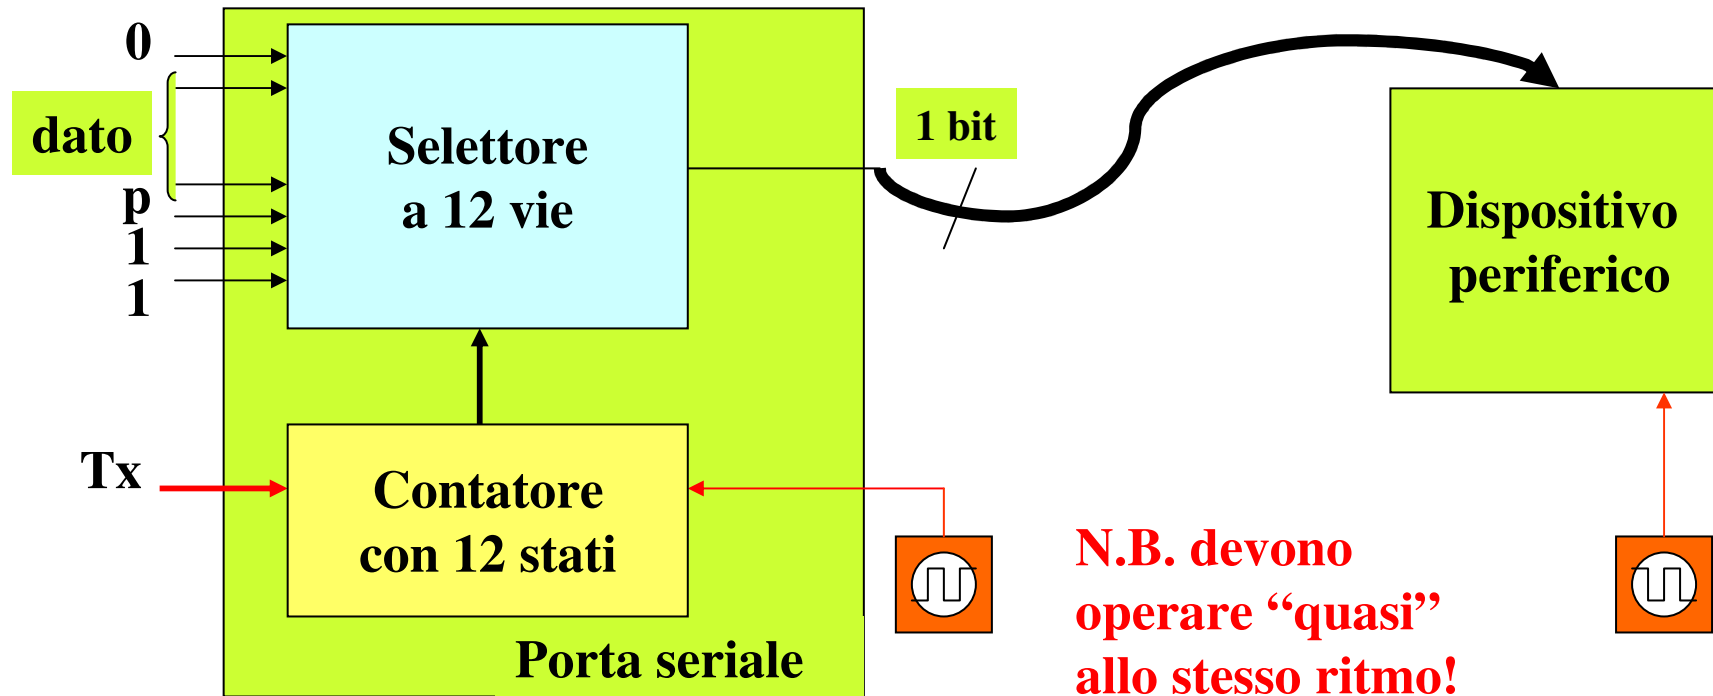 0
dato
p
1
1
Selettore
a 12 vie
1 bit
Dispositivo
periferico
Tx
Contatore
con 12 stati
Porta seriale
N.B. devono
operare “quasi”
allo stesso ritmo!